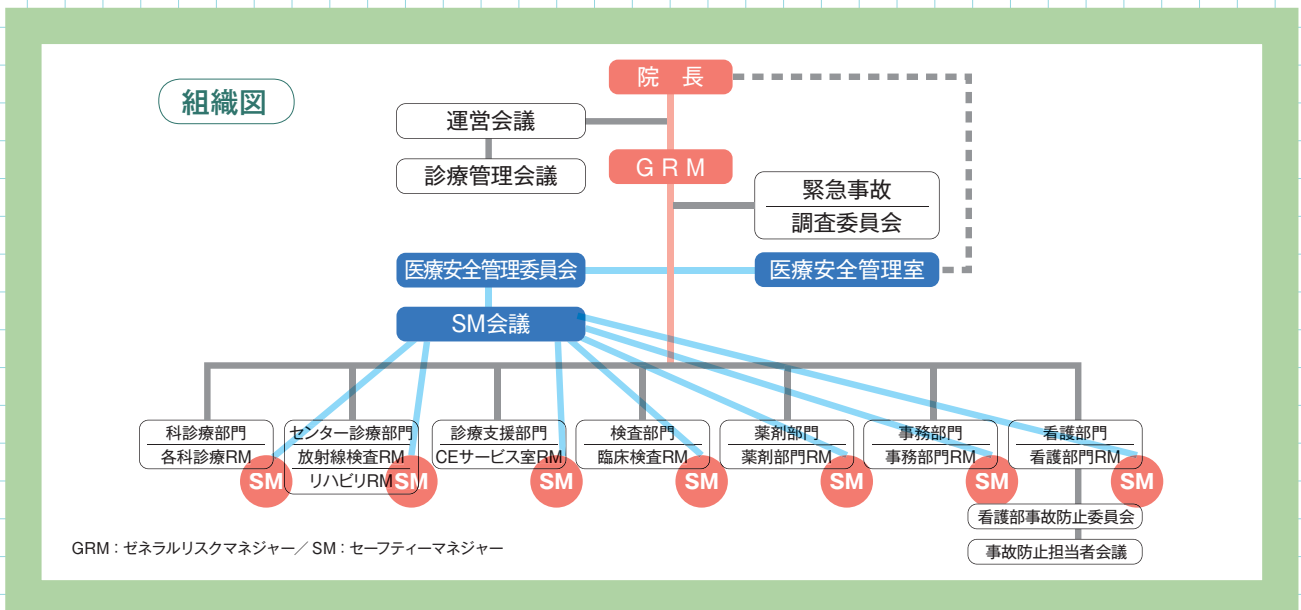 組織図
院 長
運営会議
診療管理会議
G R M
緊急事故
調査委員会
医療安全管理委員会
医療安全管理室
SM会議
科診療部門
各科診療RM
SM
センター診療部門
放射線検査RM
リハビリRM
SM
診療支援部門
CEサービス室RM
SM
検査部門
臨床検査RM
SM
薬剤部門
薬剤部門RM
SM
事務部門
事務部門RM
SM
看護部門
看護部門RM
SM
看護部事故防止委員会
事故防止担当者会議
GRM：ゼネラルリスクマネジャー／SM：セーフティーマネジャー